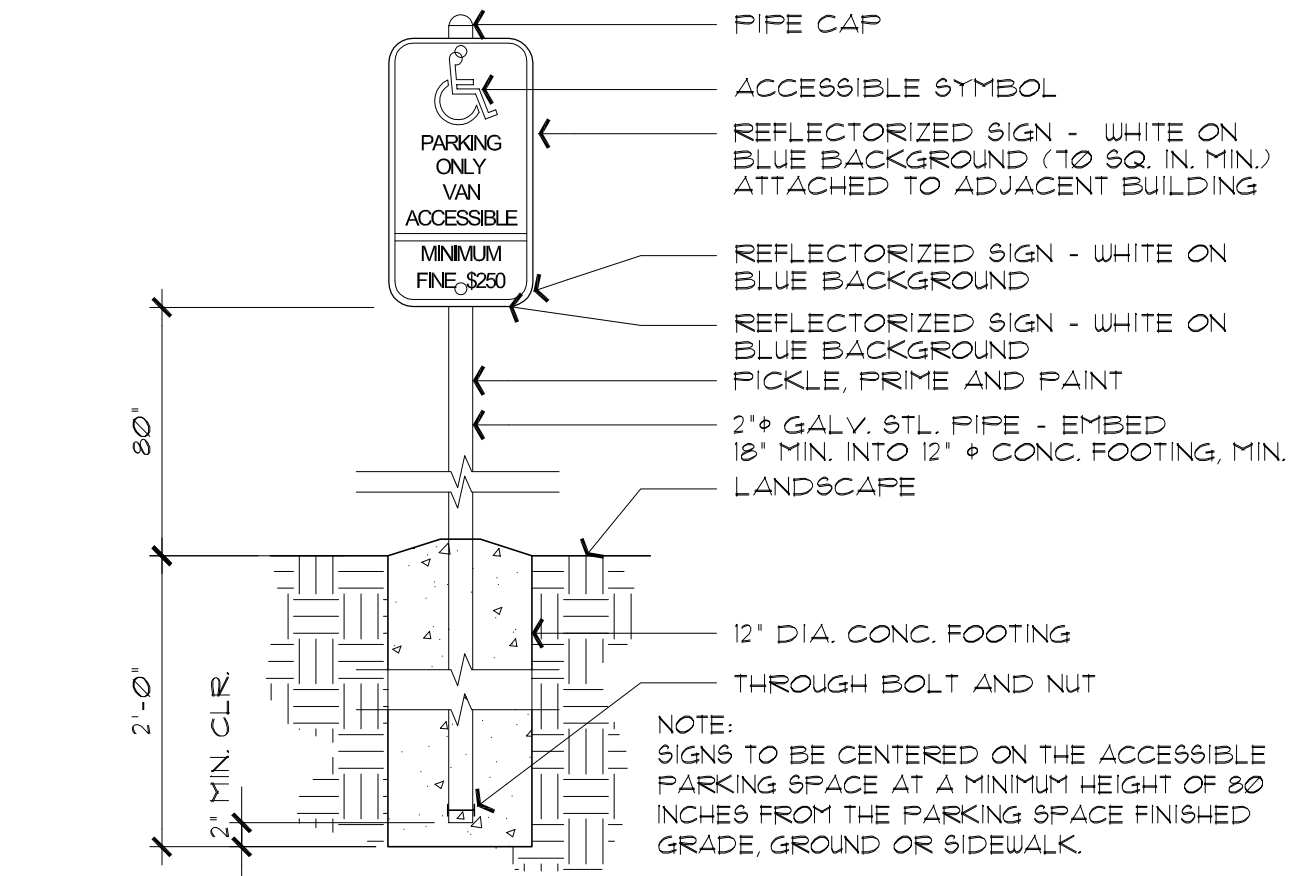 PIPE CAP
ACCESSIBLE SYMBOL
REFLECTORIZED SIGN - WHITE ON
BLUE BACKGROUND (70 SQ. IN. MIN.)
ATTACHED TO ADJACENT BUILDING
PARKING
ONLY
VAN
ACCESSIBLE
MINIMUM
FINE $250
REFLECTORIZED SIGN - WHITE ON
BLUE BACKGROUND
REFLECTORIZED SIGN - WHITE ON
BLUE BACKGROUND
PICKLE, PRIME AND PAINT
2"φ GALV. STL. PIPE - EMBED
18" MIN. INTO 12" φ CONC. FOOTING, MIN.
LANDSCAPE
80"
12" DIA. CONC. FOOTING
THROUGH BOLT AND NUT
2'-0"
2" MIN. CLR.
NOTE:
SIGNS TO BE CENTERED ON THE ACCESSIBLE
PARKING SPACE AT A MINIMUM HEIGHT OF 80
INCHES FROM THE PARKING SPACE FINISHED
GRADE, GROUND OR SIDEWALK.